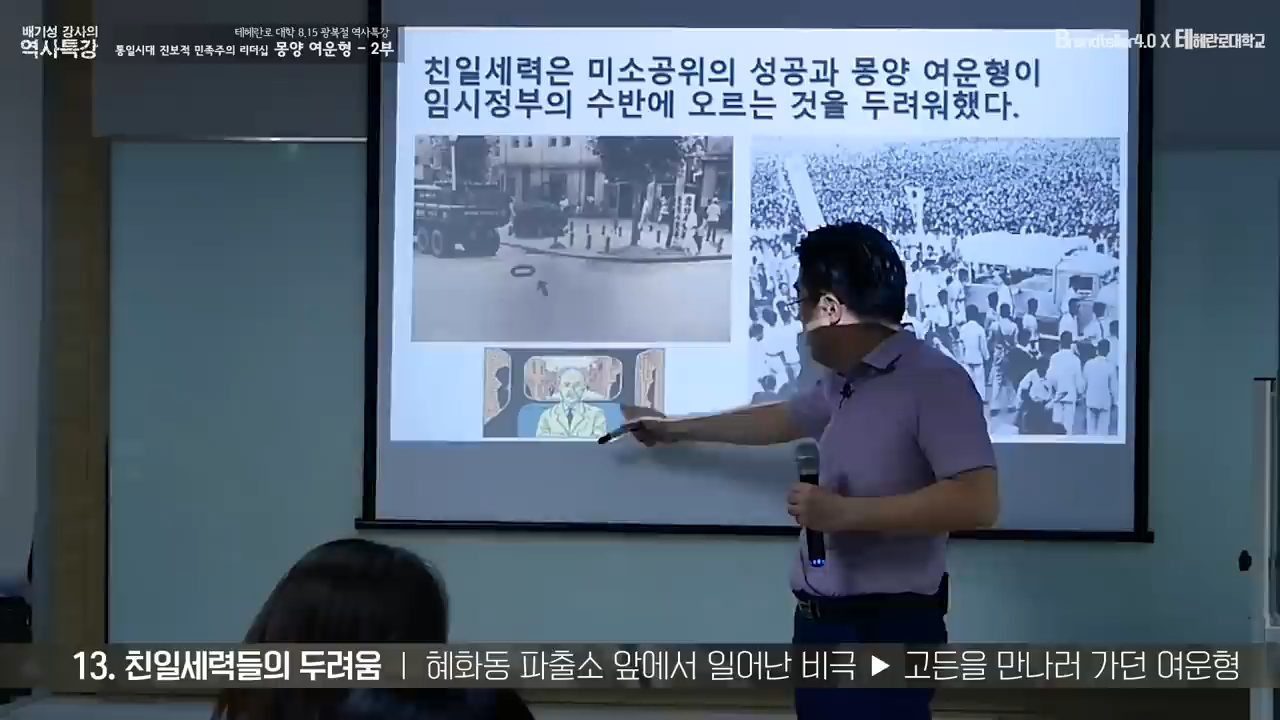 배기성 강사의
역사특강
테헤란로 대학 8.15 광복절 역사특강
통일시대 진보적 민족주의 리더십 몽양 여운형 - 2부
Brandteller4.0 X 테헤란로대학교
친일세력은 미소공위의 성공과 몽양 여운형이
임시정부의 수반에 오르는 것을 두려워했다.
13. 친일세력들의 두려움 | 혜화동 파출소 앞에서 일어난 비극 ▶ 고든을 만나러 가던 여운형